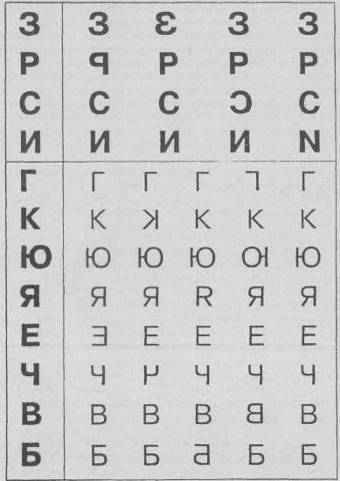 З З Ɛ З З
Р ꟼ Р Р Р
С С С Ɔ С
И И И И N
Г Г Г Г ᒣ Г
К К ꓘ К К К
Ю Ю Ю Ю ОI Ю
Я Я Я R Я Я
Е Ǝ Е Е Е Е
Ч Ч Ч Ч Ч Ч
В В В В ᗺ В
Б Б Б Б Б Б